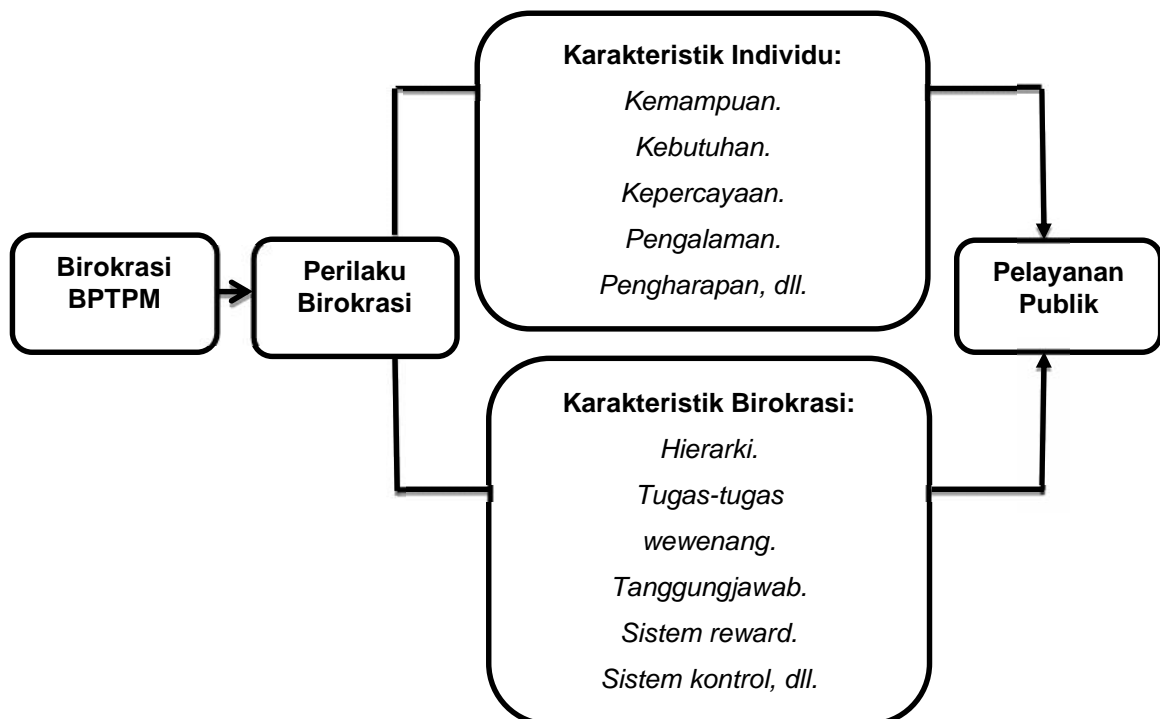 Birokrasi
BPTPM
Perilaku
Birokrasi
Karakteristik Individu:
Kemampuan.
Kebutuhan.
Kepercayaan.
Pengalaman.
Pengharapan, dll.
Karakteristik Birokrasi:
Hierarki.
Tugas-tugas
wewenang.
Tanggungjawab.
Sistem reward.
Sistem kontrol, dll.
Pelayanan
Publik